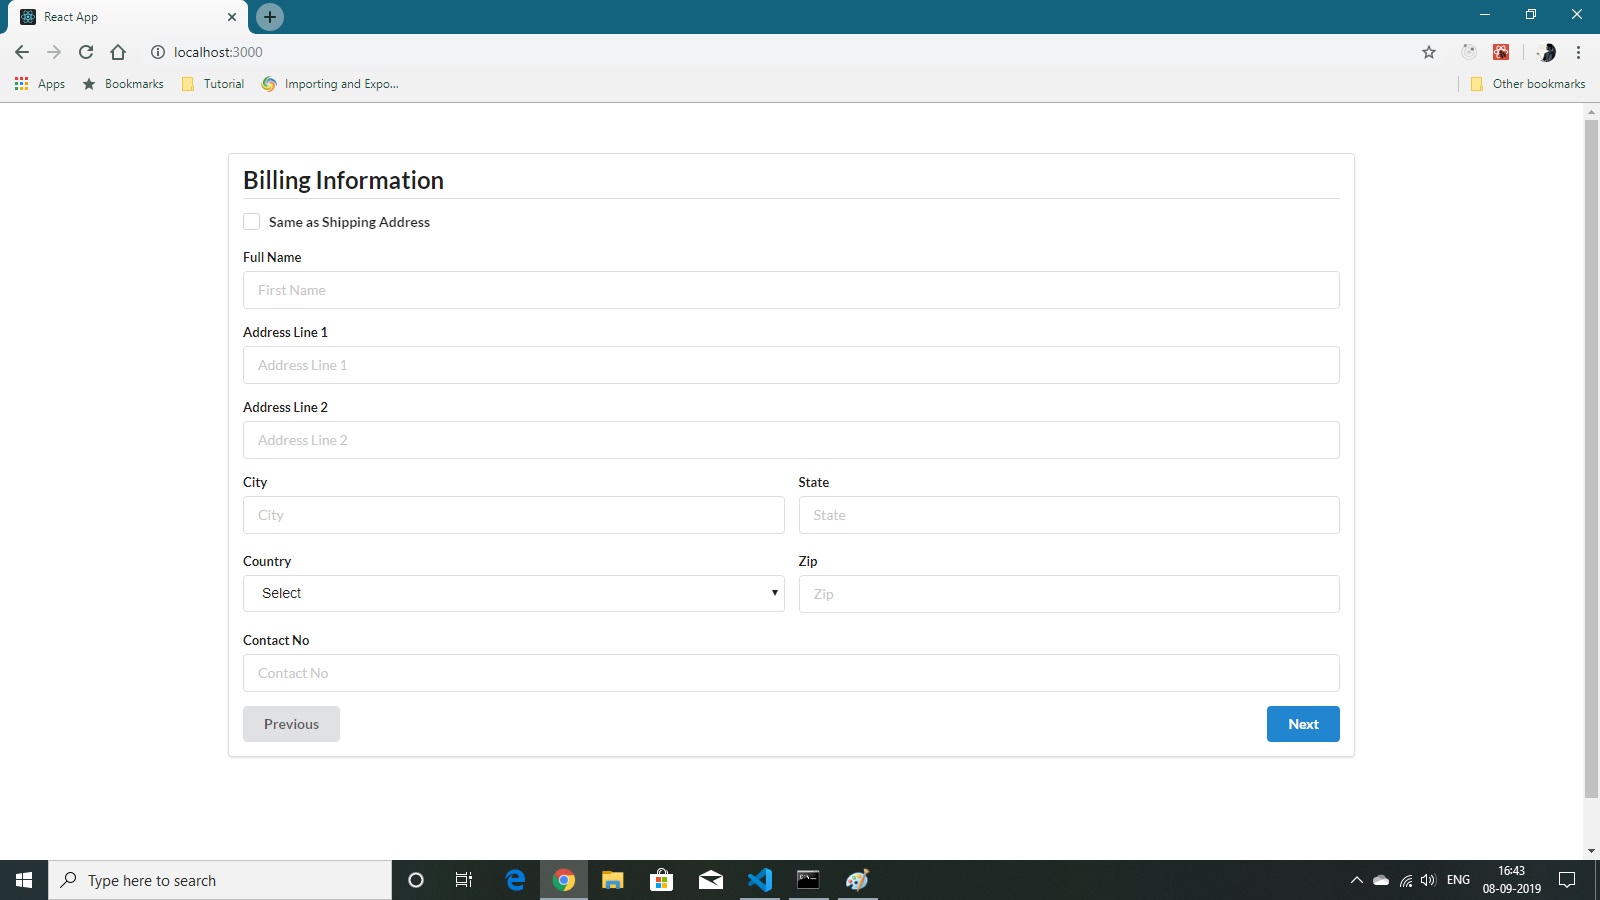 React App
localhost:3000
Apps Bookmarks Tutorial Importing and Expo... Other bookmarks
Billing Information
Same as Shipping Address
Full Name
First Name
Address Line 1
Address Line 1
Address Line 2
Address Line 2
City State
City State
Country Zip
Select Zip
Contact No
Contact No
Previous Next
Type here to search ENG 16:43
08-09-2019